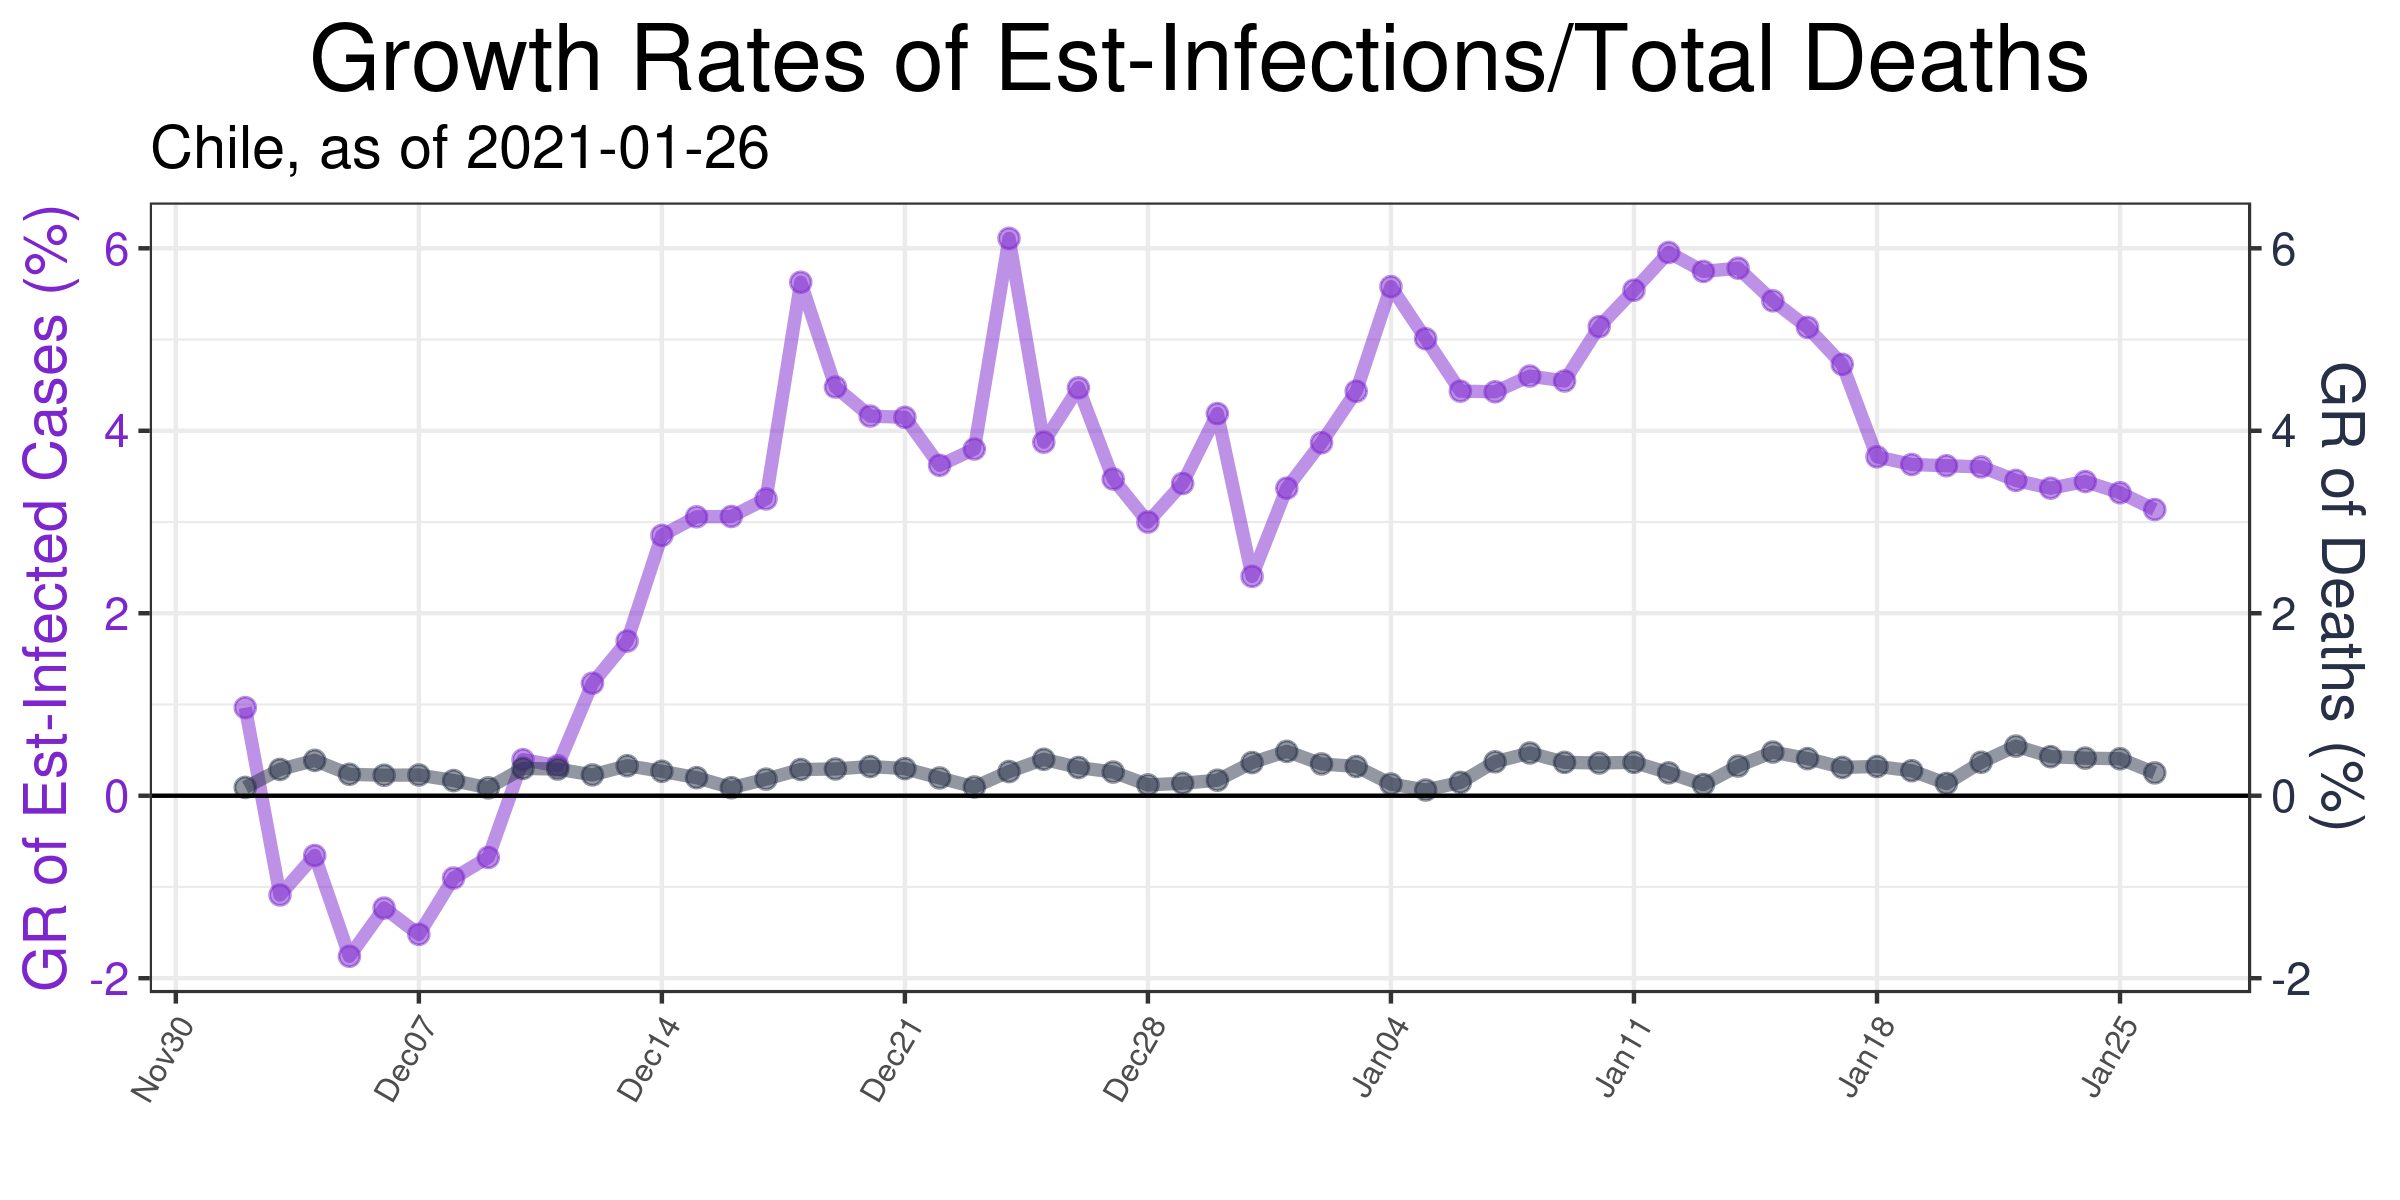 Growth Rates of Est-Infections/Total Deaths
Chile, as of 2021-01-26
GR of Est-Infected Cases (%)
6
4
2
0
-2
6
4
2
0
-2
GR of Deaths (%)
Nov30
Dec07
Dec14
Dec21
Dec28
Jan04
Jan11
Jan18
Jan25